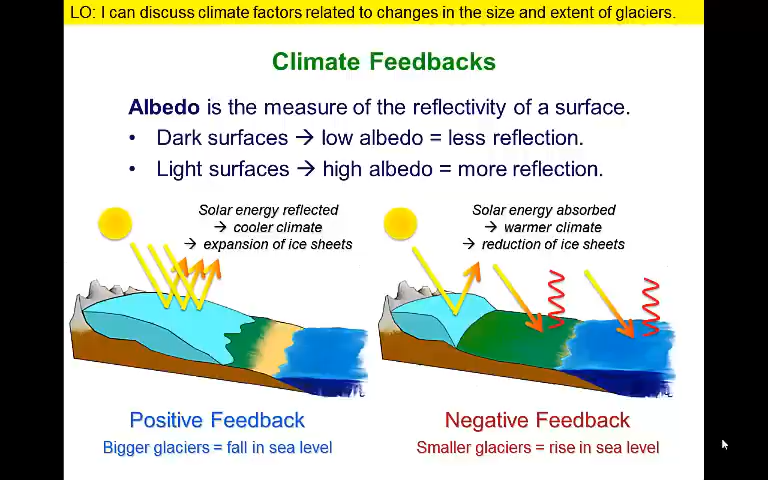 LO: I can discuss climate factors related to changes in the size and extent of glaciers.
Climate Feedbacks
Albedo is the measure of the reflectivity of a surface.
• Dark surfaces → low albedo = less reflection.
• Light surfaces → high albedo = more reflection.
Solar energy reflected
→ cooler climate
→ expansion of ice sheets
Solar energy absorbed
→ warmer climate
→ reduction of ice sheets
Positive Feedback
Bigger glaciers = fall in sea level
Negative Feedback
Smaller glaciers = rise in sea level